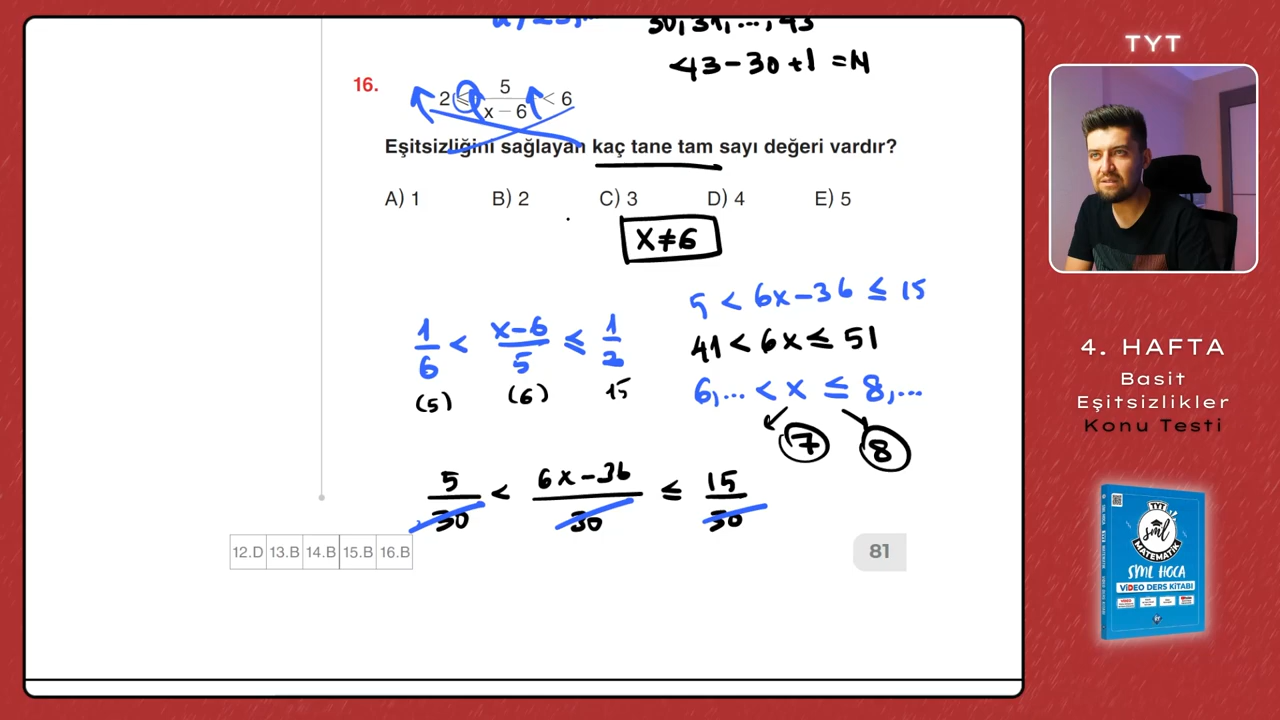 30, 31, ..., 43
43 - 30 + 1 = 14
16. 2 ≤ 5/(x - 6) < 6
Eşitsizliğini sağlayan kaç tane tam sayı değeri vardır?
A) 1 B) 2 C) 3 D) 4 E) 5
x ≠ 6
1/6 < (x-6)/5 ≤ 1/2
(5) (6) 15
5/30 < (6x - 36)/30 ≤ 15/30
5 < 6x - 36 ≤ 15
41 < 6x ≤ 51
6,... < x ≤ 8,...
7 8
12.D 13.B 14.B 15.B 16.B
81
TYT
4. HAFTA
Basit
Eşitsizlikler
Konu Testi
TYT
sml
MATEMATİK
SML HOCA
VİDEO DERS KİTABI